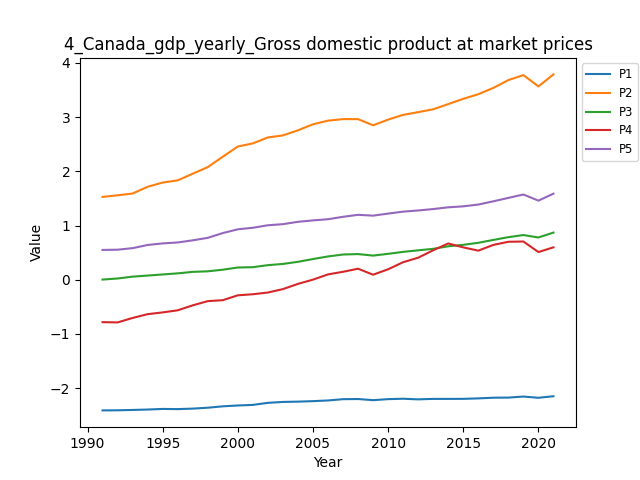 4_Canada_gdp_yearly_Gross domestic product at market prices
4
3
2
1
0
−1
−2
Value
1990
1995
2000
2005
2010
2015
2020
Year
P1
P2
P3
P4
P5